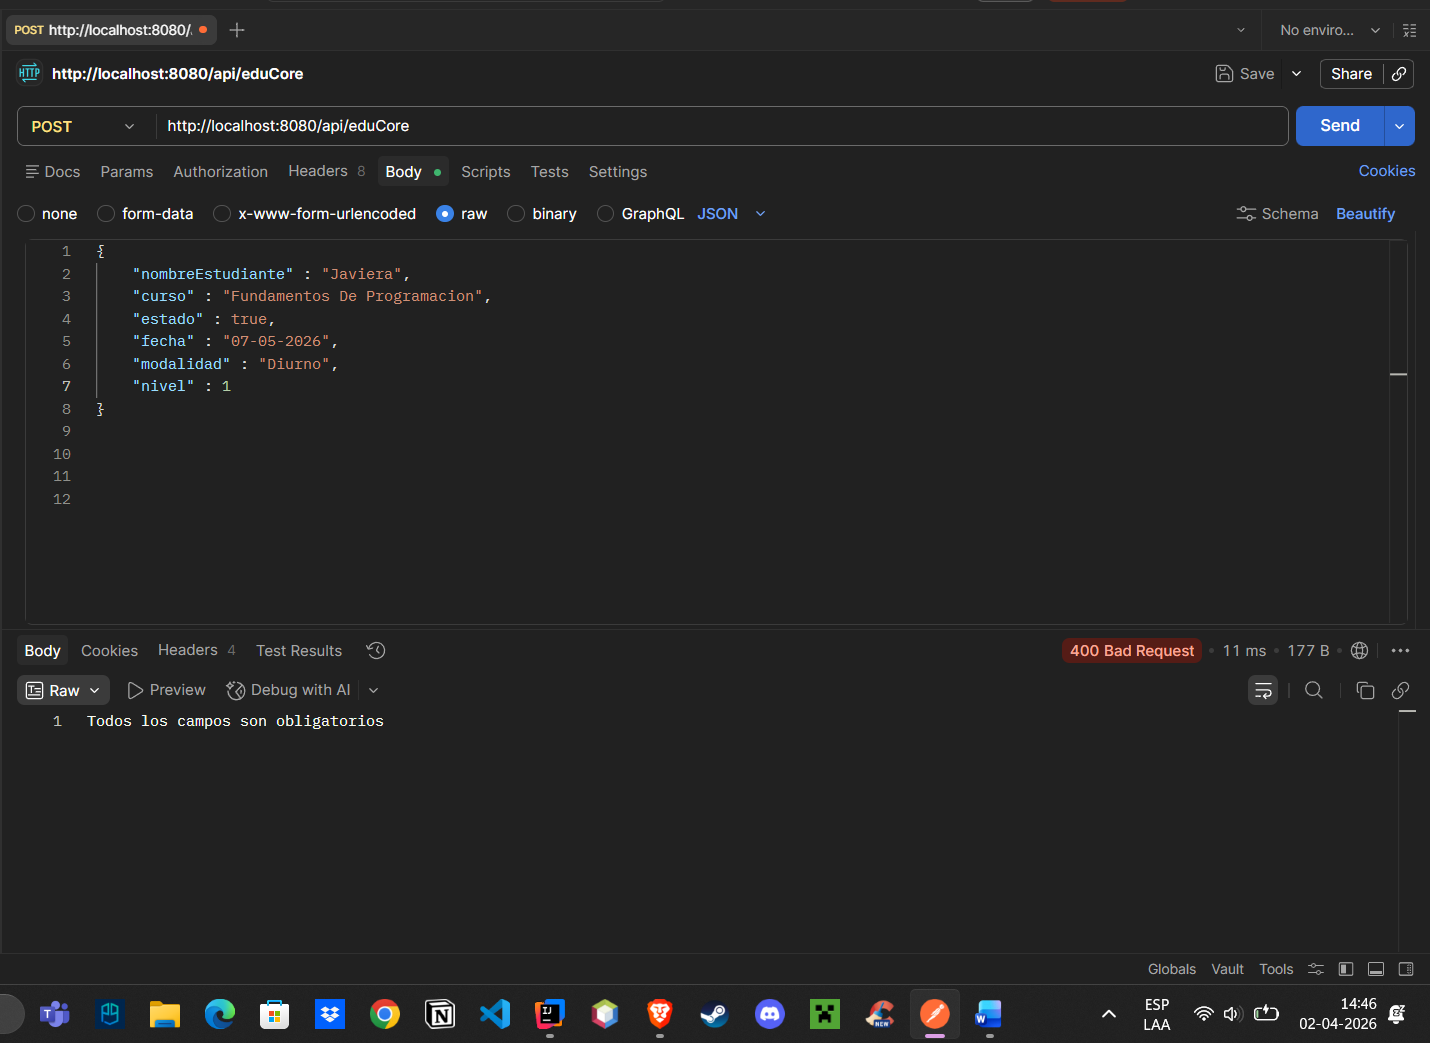 POST http://localhost:8080/.
No enviro...
HTTP http://localhost:8080/api/eduCore
Save
Share
POST
http://localhost:8080/api/eduCore
Send
Docs Params Authorization Headers 8 Body Scripts Tests Settings
Cookies
none form-data x-www-form-urlencoded raw binary GraphQL JSON
Schema Beautify
1 {
2 "nombreEstudiante" : "Javiera",
3 "curso" : "Fundamentos De Programacion",
4 "estado" : true,
5 "fecha" : "07-05-2026",
6 "modalidad" : "Diurno",
7 "nivel" : 1
8 }
9
10
11
12
Body Cookies Headers 4 Test Results
400 Bad Request • 11 ms • 177 B
Raw Preview Debug with AI
1 Todos los campos son obligatorios
Globals Vault Tools
ESP
LAA
14:46
02-04-2026